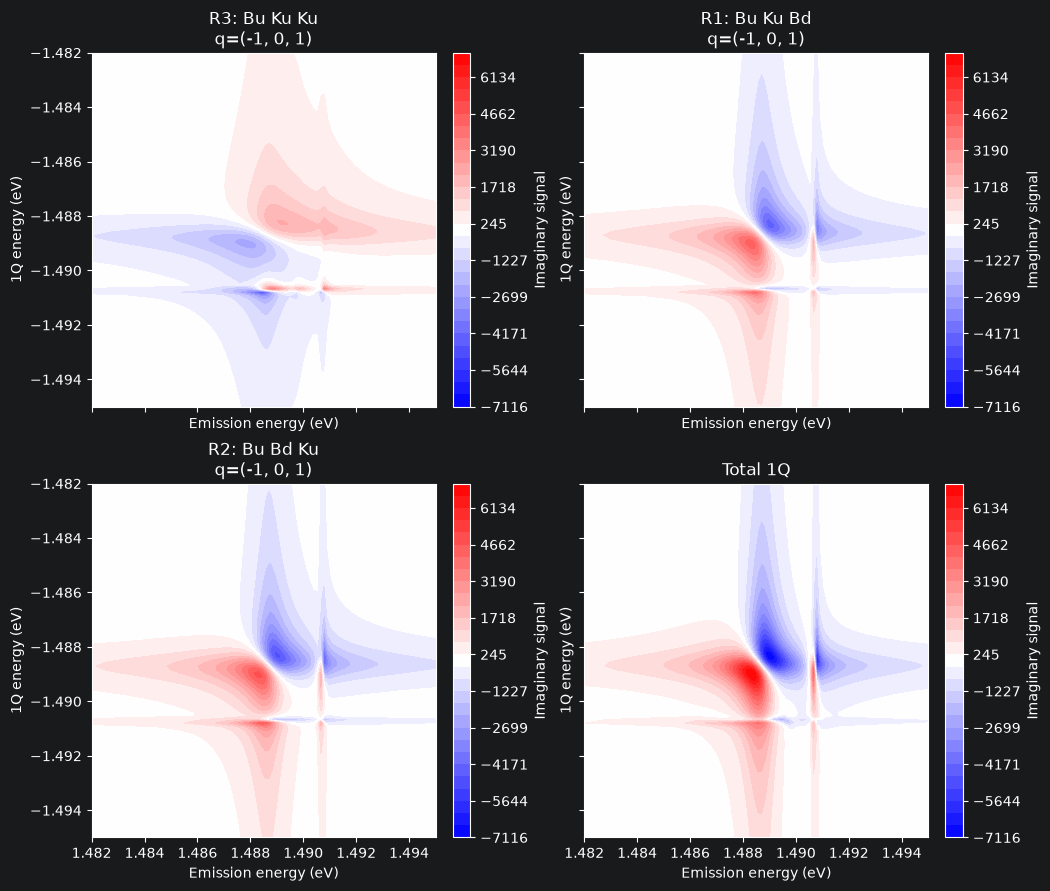 R3: Bu Ku Ku
q=(-1, 0, 1)
R1: Bu Ku Bd
q=(-1, 0, 1)
−1.482
−1.484
−1.486
−1.488
−1.490
−1.492
−1.494
1Q energy (eV)
Emission energy (eV)
6134
4662
3190
1718
245
−1227
−2699
−4171
−5644
−7116
Imaginary signal
1Q energy (eV)
Emission energy (eV)
6134
4662
3190
1718
245
−1227
−2699
−4171
−5644
−7116
Imaginary signal
R2: Bu Bd Ku
q=(-1, 0, 1)
Total 1Q
−1.482
−1.484
−1.486
−1.488
−1.490
−1.492
−1.494
1Q energy (eV)
1.482 1.484 1.486 1.488 1.490 1.492 1.494
Emission energy (eV)
6134
4662
3190
1718
245
−1227
−2699
−4171
−5644
−7116
Imaginary signal
1Q energy (eV)
1.482 1.484 1.486 1.488 1.490 1.492 1.494
Emission energy (eV)
6134
4662
3190
1718
245
−1227
−2699
−4171
−5644
−7116
Imaginary signal